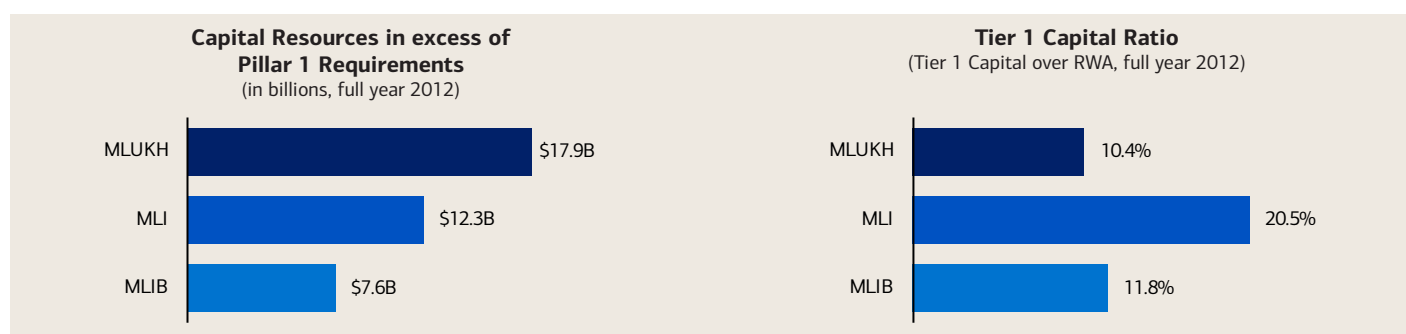 Capital Resources in excess of
Pillar 1 Requirements
(in billions, full year 2012)
MLUKH
$17.9B
MLI
$12.3B
MLIB
$7.6B
Tier 1 Capital Ratio
(Tier 1 Capital over RWA, full year 2012)
MLUKH
10.4%
MLI
20.5%
MLIB
11.8%